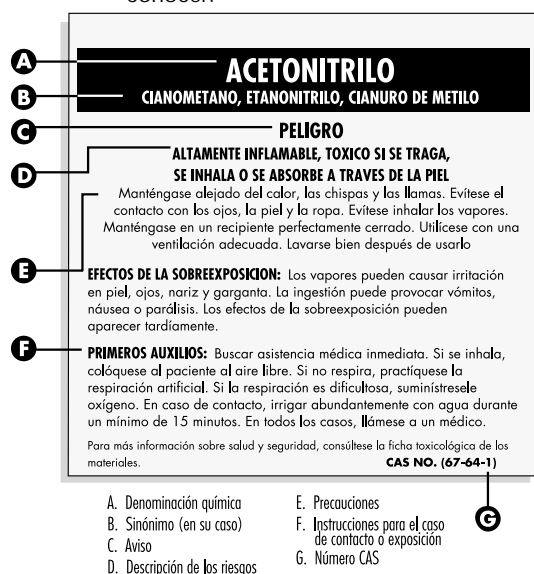 A
ACETONITRILO
B
CIANOMETANO, ETANONITRILO, CIANURO DE METILO
C
PELIGRO
D
ALTAMENTE INFLAMABLE, TOXICO SI SE TRAGA,
SE INHALA O SE ABSORBE A TRAVES DE LA PIEL
Manténgase alejado del calor, las chispas y las llamas. Evítese el
contacto con los ojos, la piel y la ropa. Evítese inhalar los vapores.
Manténgase en un recipiente perfectamente cerrado. Utilícese con una
ventilación adecuada. Lavarse bien después de usarlo
E
EFECTOS DE LA SOBREEXPOSICION: Los vapores pueden causar irritación
en piel, ojos, nariz y garganta. La ingestión puede provocar vómitos,
náusea o parálisis. Los efectos de la sobreexposición pueden
aparecer tardíamente.
F
PRIMEROS AUXILIOS: Buscar asistencia médica inmediata. Si se inhala,
colóquese al paciente al aire libre. Si no respira, practíquese la
respiración artificial. Si la respiración es dificultosa, suminístresele
oxígeno. En caso de contacto, irrigar abundantemente con agua durante
un mínimo de 15 minutos. En todos los casos, llámese a un médico.
Para más información sobre salud y seguridad, consúltese la ficha toxicológica de los
materiales. CAS NO. (67-64-1)
G
A. Denominación química
B. Sinónimo (en su caso)
C. Aviso
D. Descripción de los riesgos
E. Precauciones
F. Instrucciones para el caso
de contacto o exposición
G. Número CAS